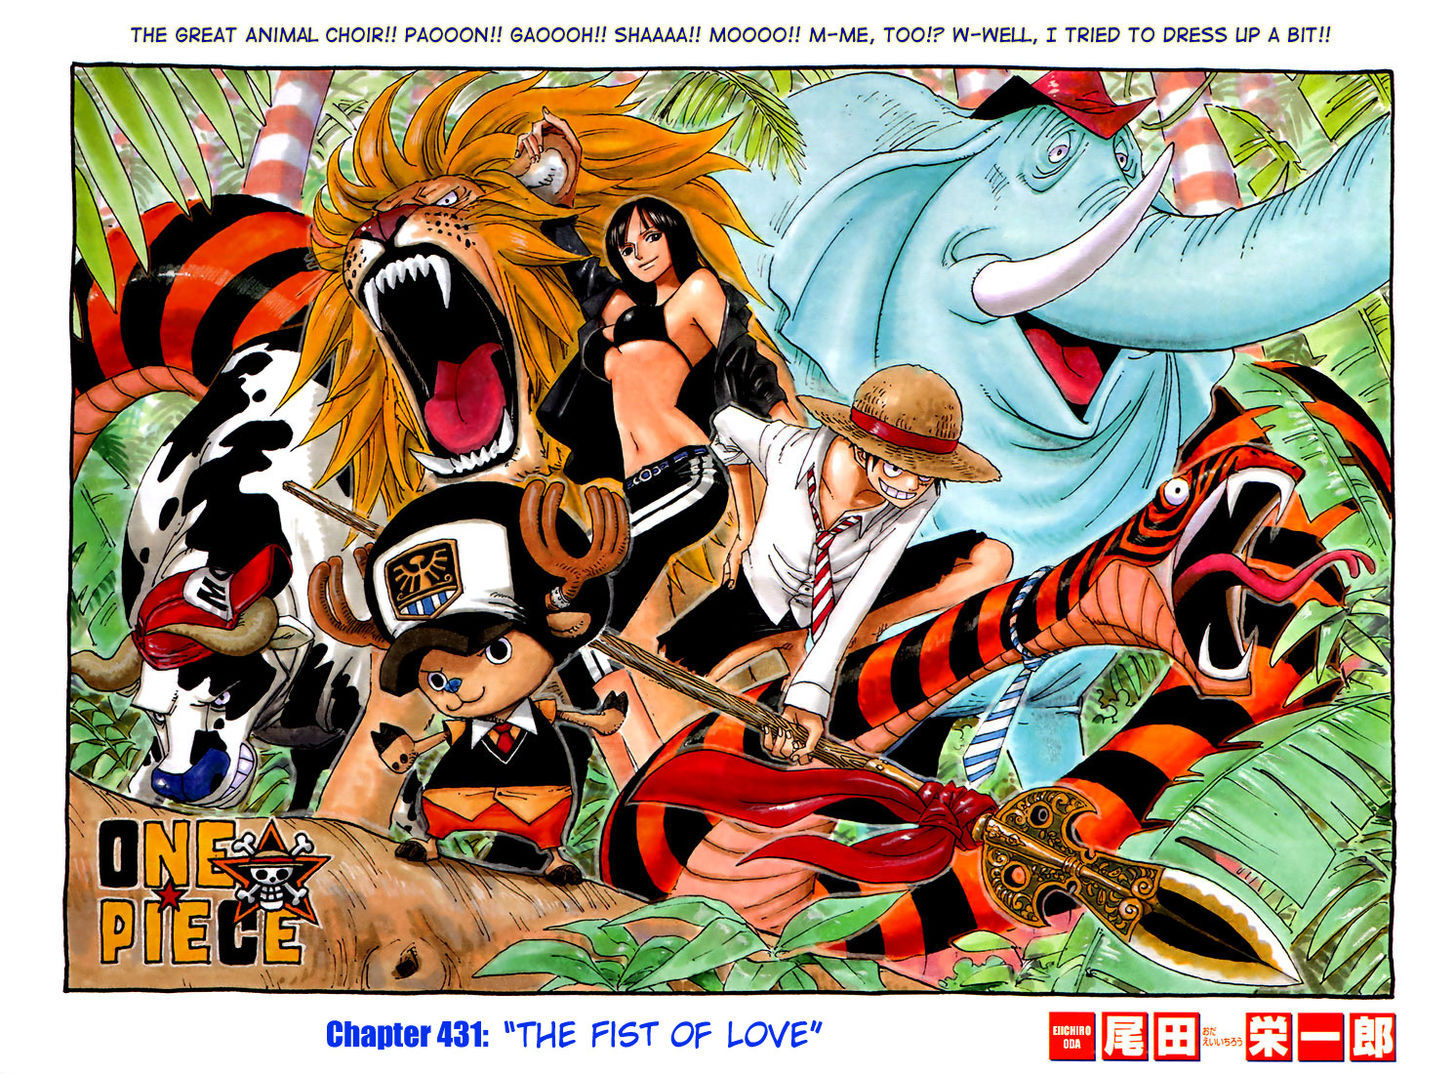 THE GREAT ANIMAL CHOIR!! PAOOON!! GAOOOH!! SHAAAA!! MOOOO!! M-ME, TOO!? W-WELL, I TRIED TO DRESS UP A BIT!!
M
ONE
PIECE
Chapter 431: "THE FIST OF LOVE"
EIICHIRO
ODA
尾田
おだ
えいいちろう
栄一郎